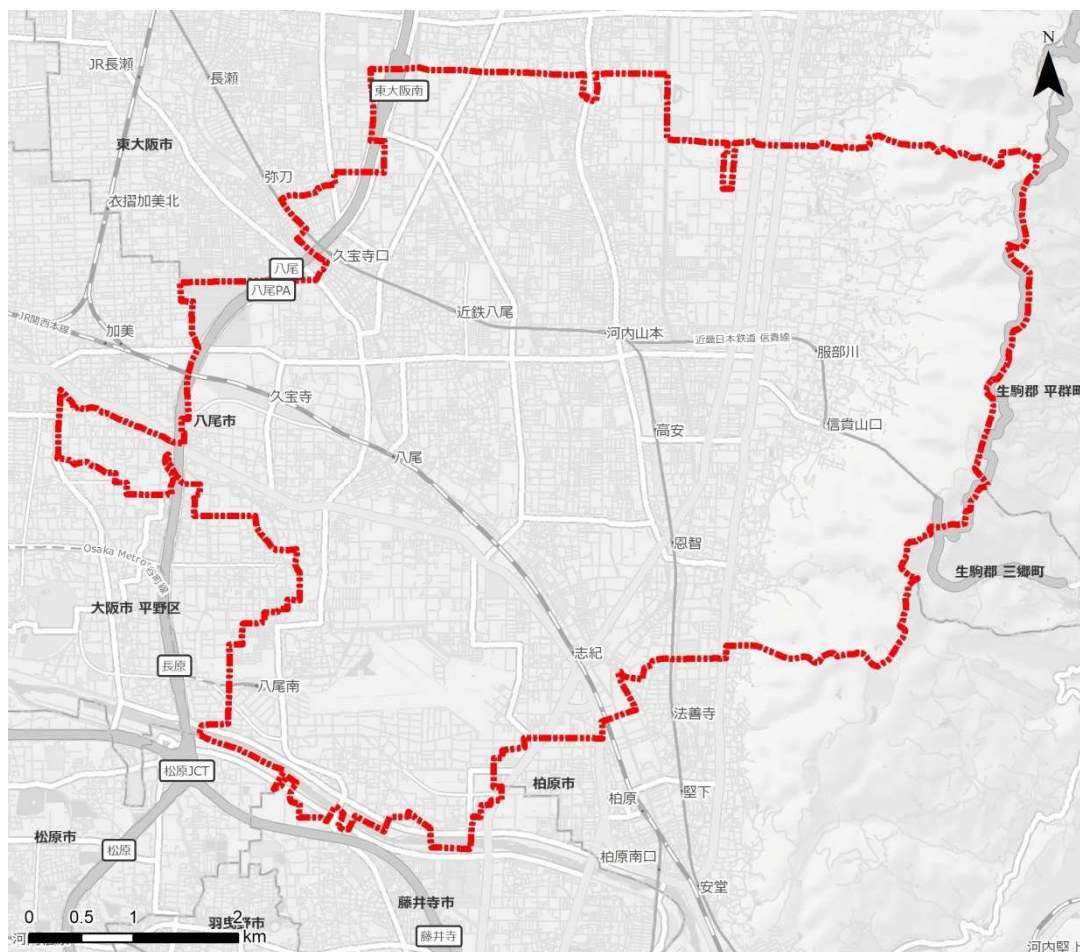 N
JR長瀬
長瀬
東大阪南
東大阪市
弥刀
衣摺加美北
久宝寺口
八尾
八尾PA
近鉄八尾
河内山本
近畿日本鉄道 信貴線
服部川
JR関西本線
加美
久宝寺
生駒郡 平群町
八尾市
高安
信貴山口
八尾
恩智
Osaka Metro 谷町線
生駒郡 三郷町
大阪市 平野区
志紀
長原
八尾南
法善寺
松原JCT
柏原市
柏原
堅下
松原市
松原
柏原南口
安堂
藤井寺市
羽曳野市
藤井寺
0 0.5 1 2
km